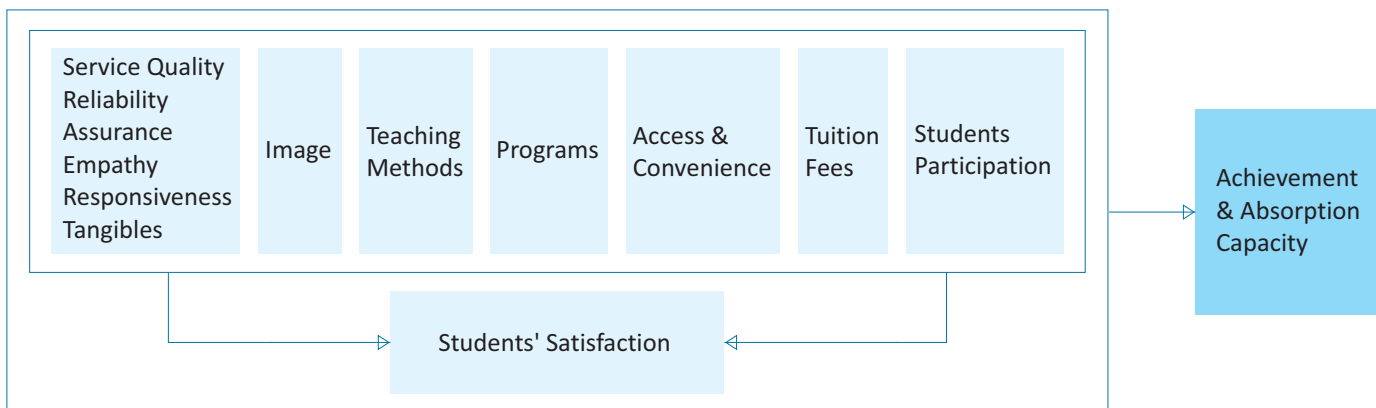 Service Quality
Reliability
Assurance
Empathy
Responsiveness
Tangibles
Image
Teaching
Methods
Programs
Access &
Convenience
Tuition
Fees
Students
Participation
Achievement
& Absorption
Capacity
Students' Satisfaction